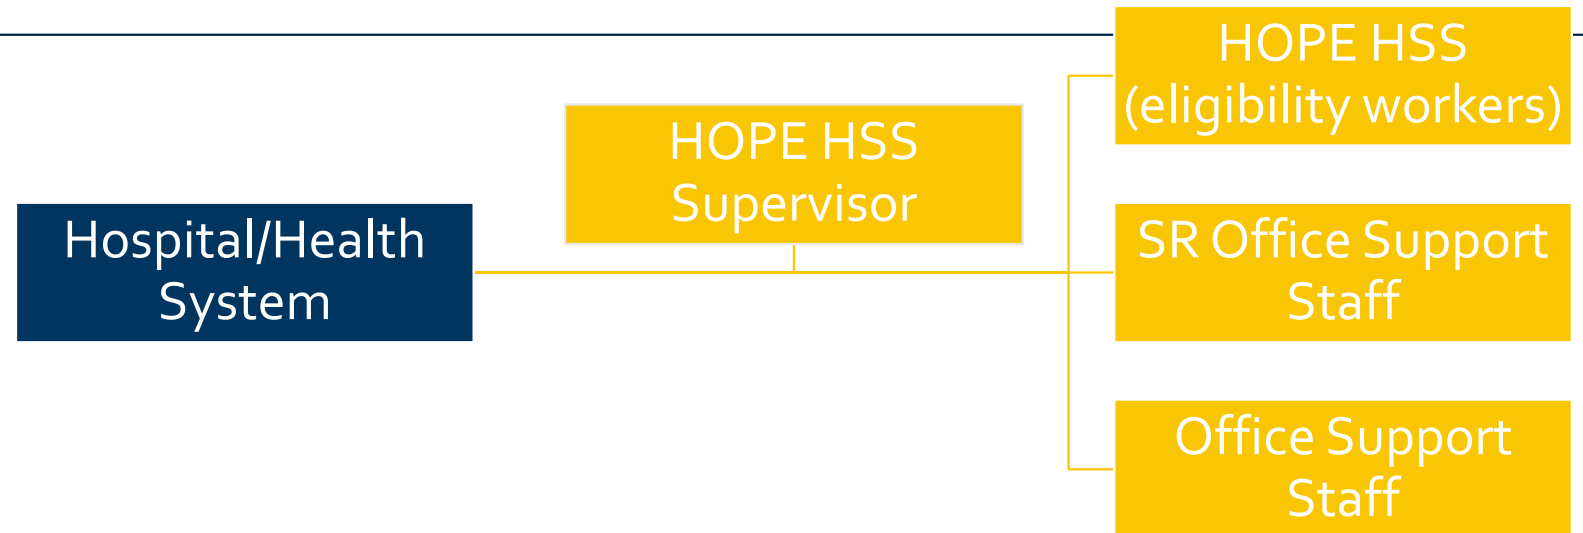 Hospital/Health
System
HOPE HSS
Supervisor
HOPE HSS
(eligibility workers)
SR Office Support
Staff
Office Support
Staff